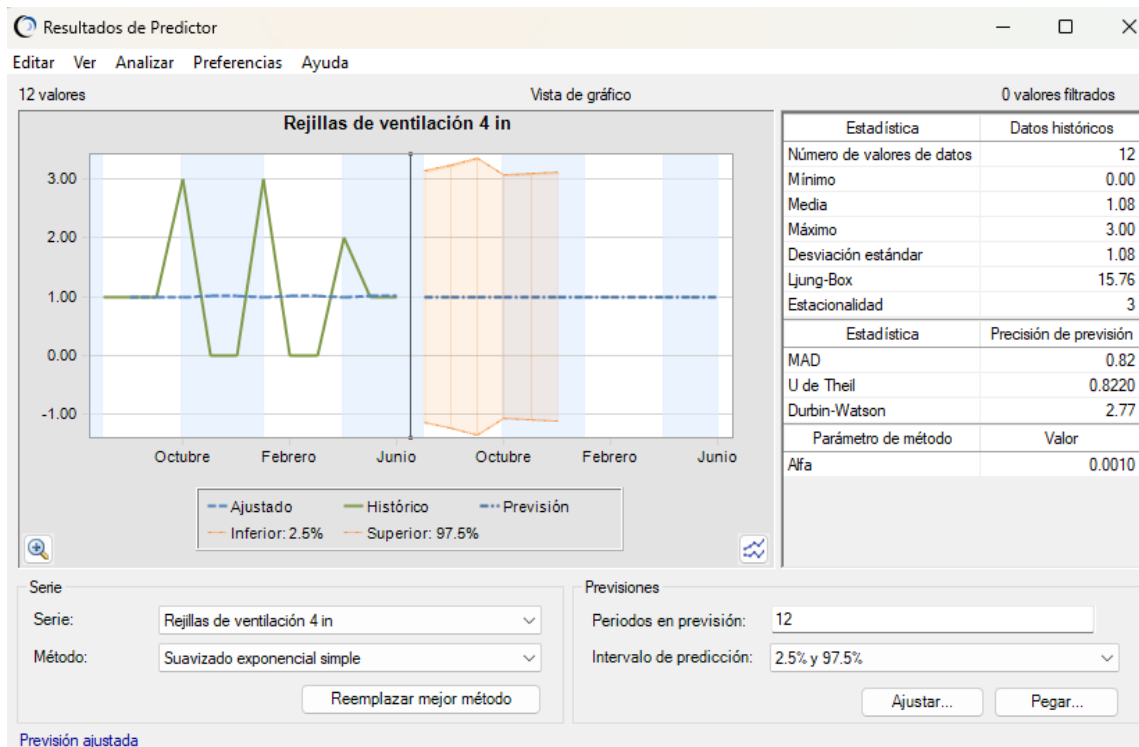 Resultados de Predictor
Editar Ver Analizar Preferencias Ayuda
12 valores Vista de gráfico 0 valores filtrados
Rejillas de ventilación 4 in
3.00
2.00
1.00
0.00
-1.00
Octubre Febrero Junio Octubre Febrero Junio
Ajustado Histórico Previsión
Inferior: 2.5% Superior: 97.5%
Estadística Datos históricos
Número de valores de datos 12
Mínimo 0.00
Media 1.08
Máximo 3.00
Desviación estándar 1.08
Ljung-Box 15.76
Estacionalidad 3
Estadística Precisión de previsión
MAD 0.82
U de Theil 0.8220
Durbin-Watson 2.77
Parámetro de método Valor
Alfa 0.0010
Serie
Serie: Rejillas de ventilación 4 in
Método: Suavizado exponencial simple
Reemplazar mejor método
Previsiones
Periodos en previsión: 12
Intervalo de predicción: 2.5% y 97.5%
Ajustar... Pegar...
Previsión ajustada